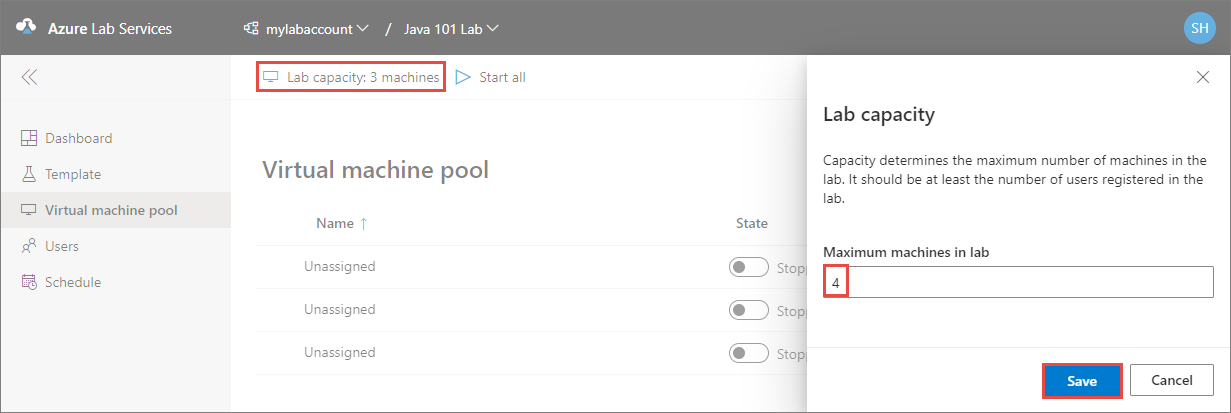 Azure Lab Services
mylabaccount / Java 101 Lab
SH
Lab capacity: 3 machines
Start all
Dashboard
Template
Virtual machine pool
Users
Schedule
Virtual machine pool
Name ↑ State
Unassigned
Unassigned
Unassigned
Lab capacity
Capacity determines the maximum number of machines in the
lab. It should be at least the number of users registered in the
lab.
Maximum machines in lab
4
Save
Cancel